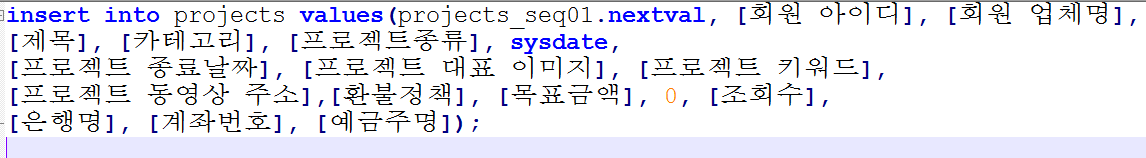 insert into projects values(projects_seq01.nextval, [회원 아이디], [회원 업체명],
[제목], [카테고리], [프로젝트종류], sysdate,
[프로젝트 종료날짜], [프로젝트 대표 이미지], [프로젝트 키워드],
[프로젝트 동영상 주소],[환불정책], [목표금액], 0, [조회수],
[은행명], [계좌번호], [예금주명]);